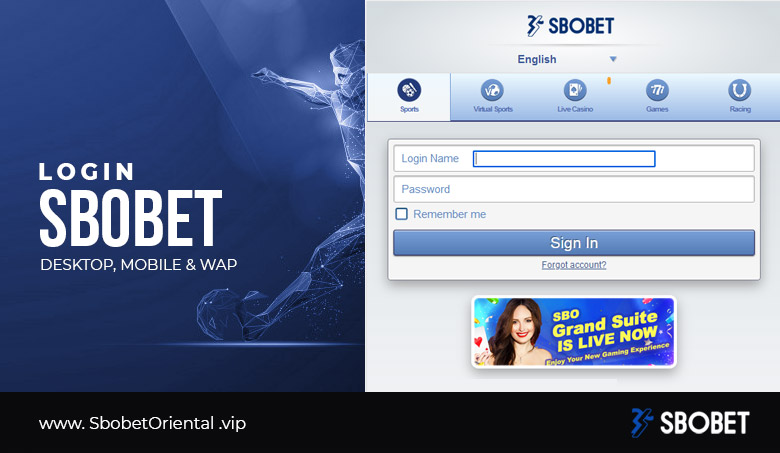 LOGIN
SBOBET
DESKTOP, MOBILE & WAP
SBOBET
English
Sports
Virtual Sports
Live Casino
Games
Racing
Login Name
Password
Remember me
Sign In
Forgot account?
SBO
Grand Suite
IS LIVE NOW
Enjoy Your New Gaming Experience
www. SbobetOriental .vip
SBOBET